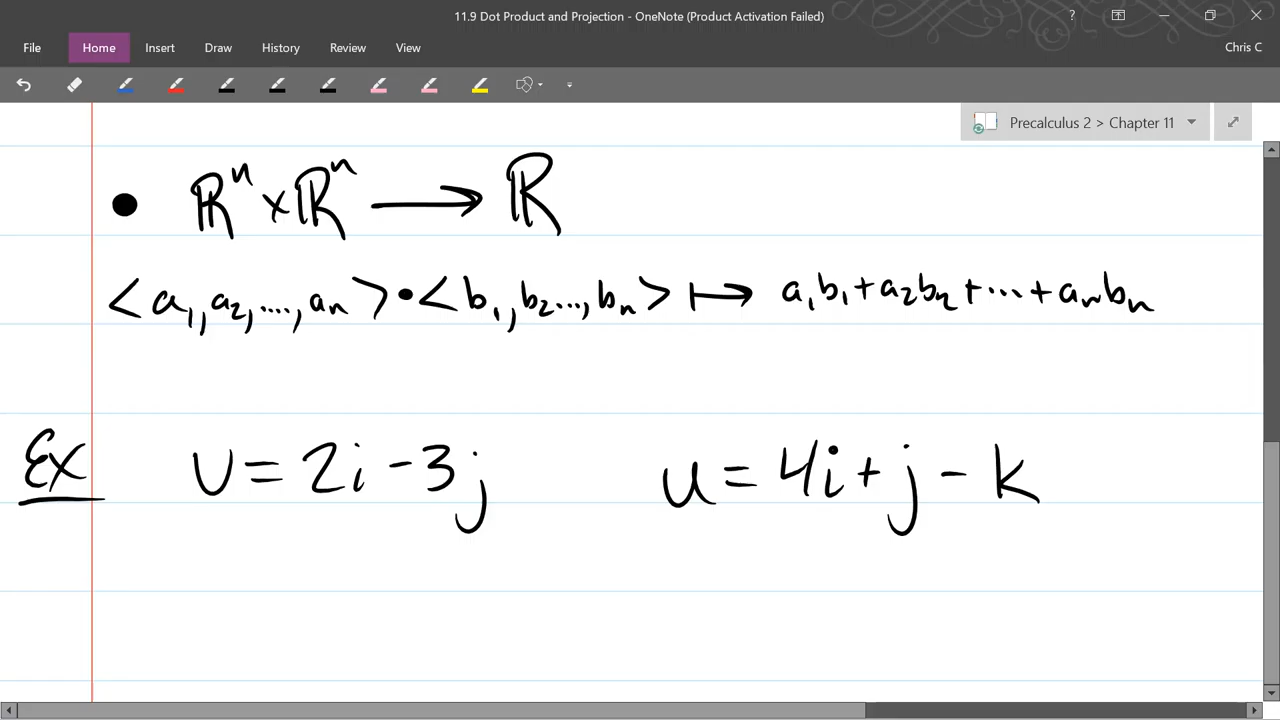 11.9 Dot Product and Projection - OneNote (Product Activation Failed)
File Home Insert Draw History Review View Chris C
Precalculus 2 > Chapter 11
• ℝⁿ × ℝⁿ ⟶ ℝ
<a₁, a₂, ...., aₙ> • <b₁, b₂ ..., bₙ> ↦ a₁b₁ + a₂b₂ + ... + aₙbₙ
Ex v = 2i - 3j u = 4i + j - k